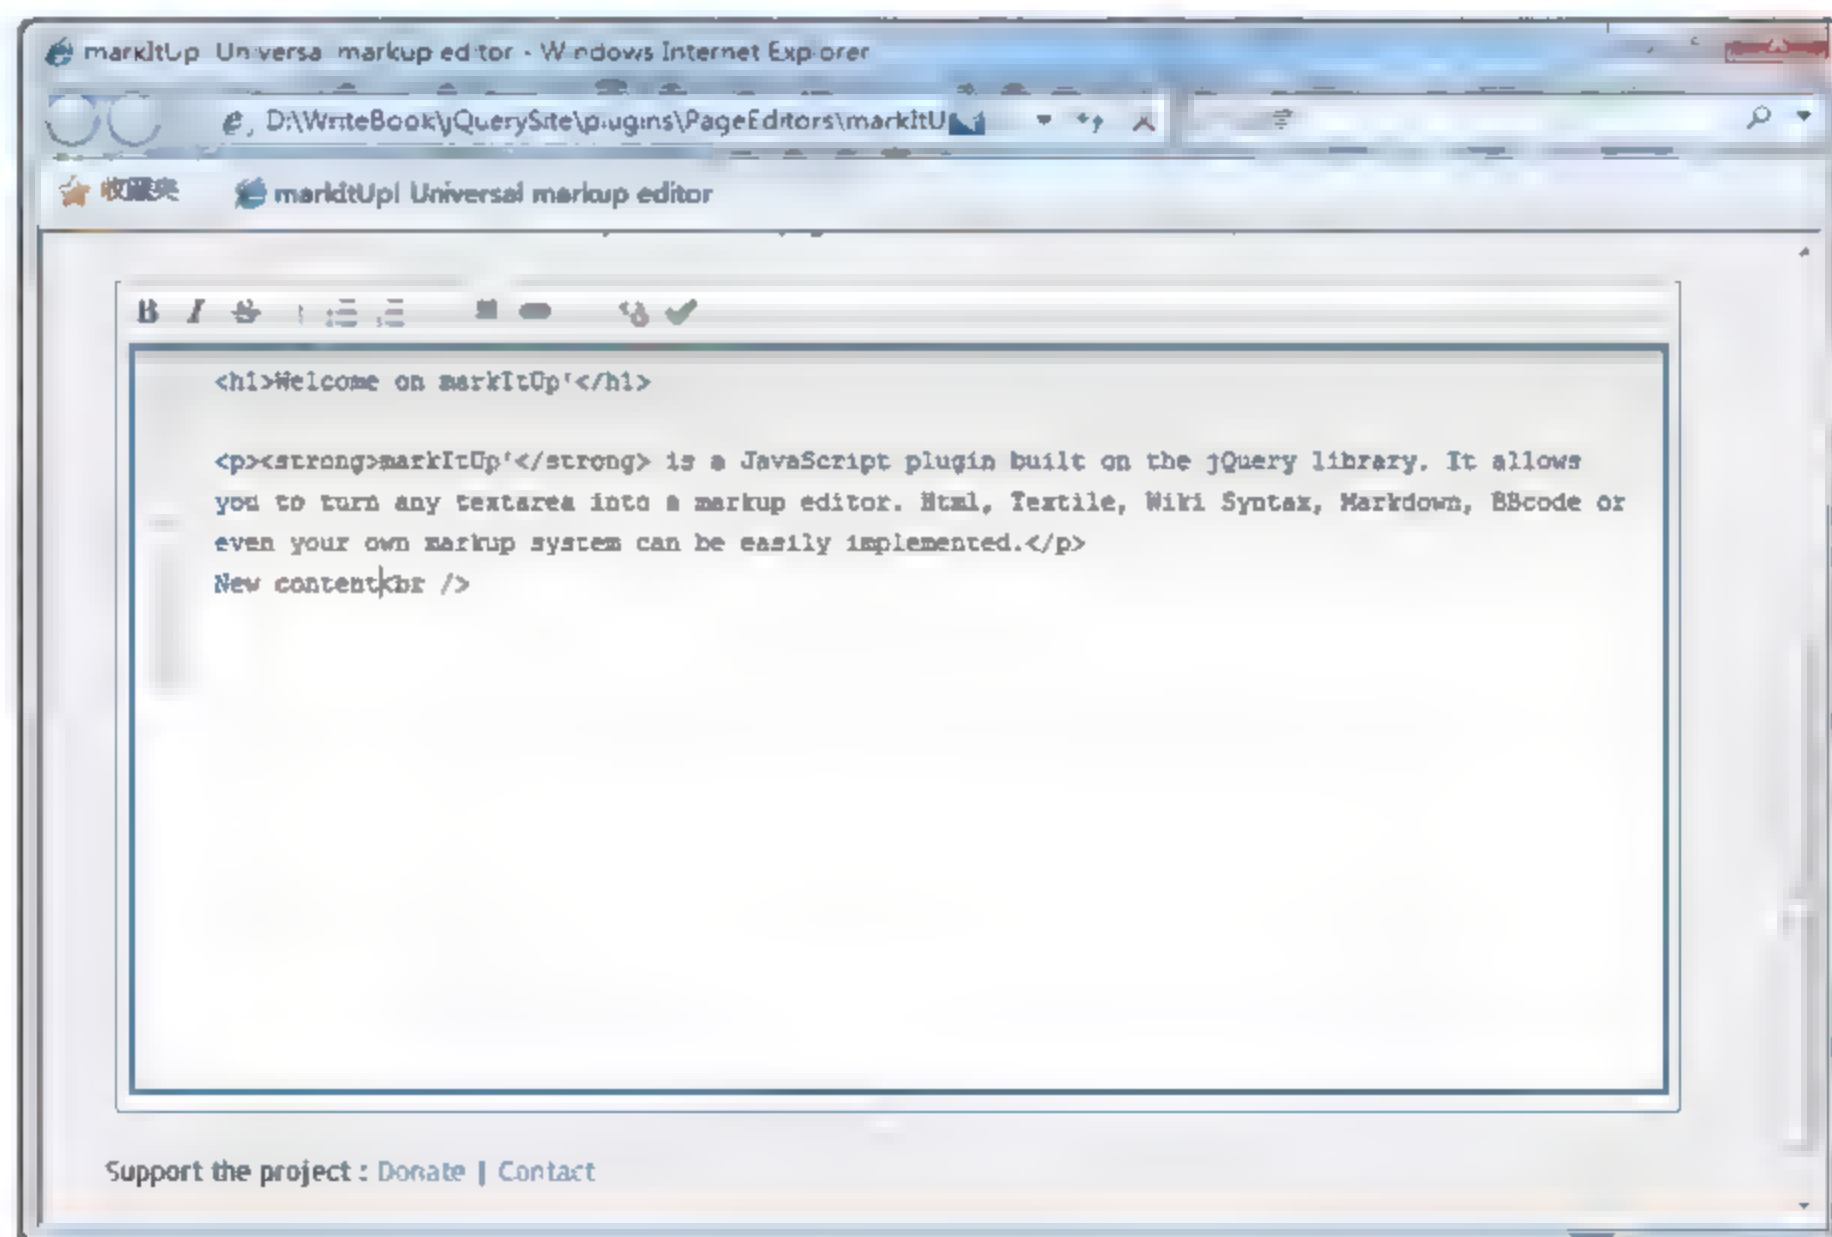 markItUp! Universal markup editor - Windows Internet Explorer
D:\WriteBook\jQuerySite\plugins\PageEditors\markItU
收藏夹 markItUp! Universal markup editor
B I S
<h1>Welcome on markItUp!</h1>
<p><strong>markItUp!</strong> is a JavaScript plugin built on the jQuery library. It allows
you to turn any textarea into a markup editor. Html, Textile, Wiki Syntax, Markdown, BBcode or
even your own markup system can be easily implemented.</p>
New content<br />
Support the project : Donate | Contact